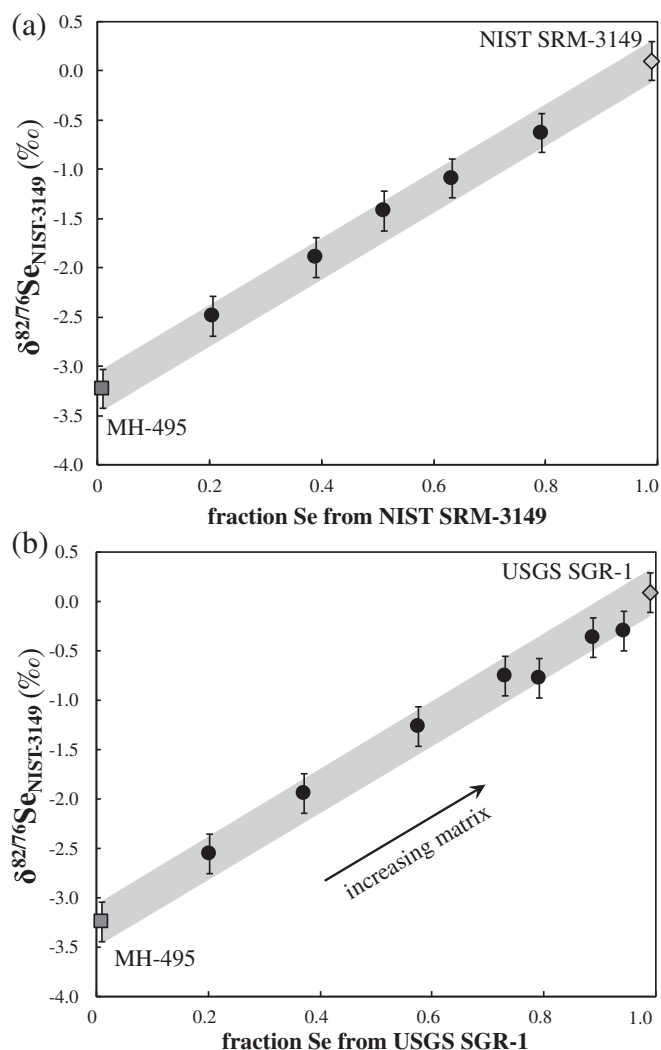 (a)
0.5
NIST SRM-3149
0.0
-0.5
-1.0
-1.5
-2.0
-2.5
-3.0
-3.5
-4.0
δ82/76SeNIST-3149 (‰)
MH-495
0 0.2 0.4 0.6 0.8 1.0
fraction Se from NIST SRM-3149
(b)
0.5
USGS SGR-1
0.0
-0.5
-1.0
-1.5
-2.0
-2.5
-3.0
-3.5
-4.0
δ82/76SeNIST-3149 (‰)
increasing matrix
MH-495
0 0.2 0.4 0.6 0.8 1.0
fraction Se from USGS SGR-1